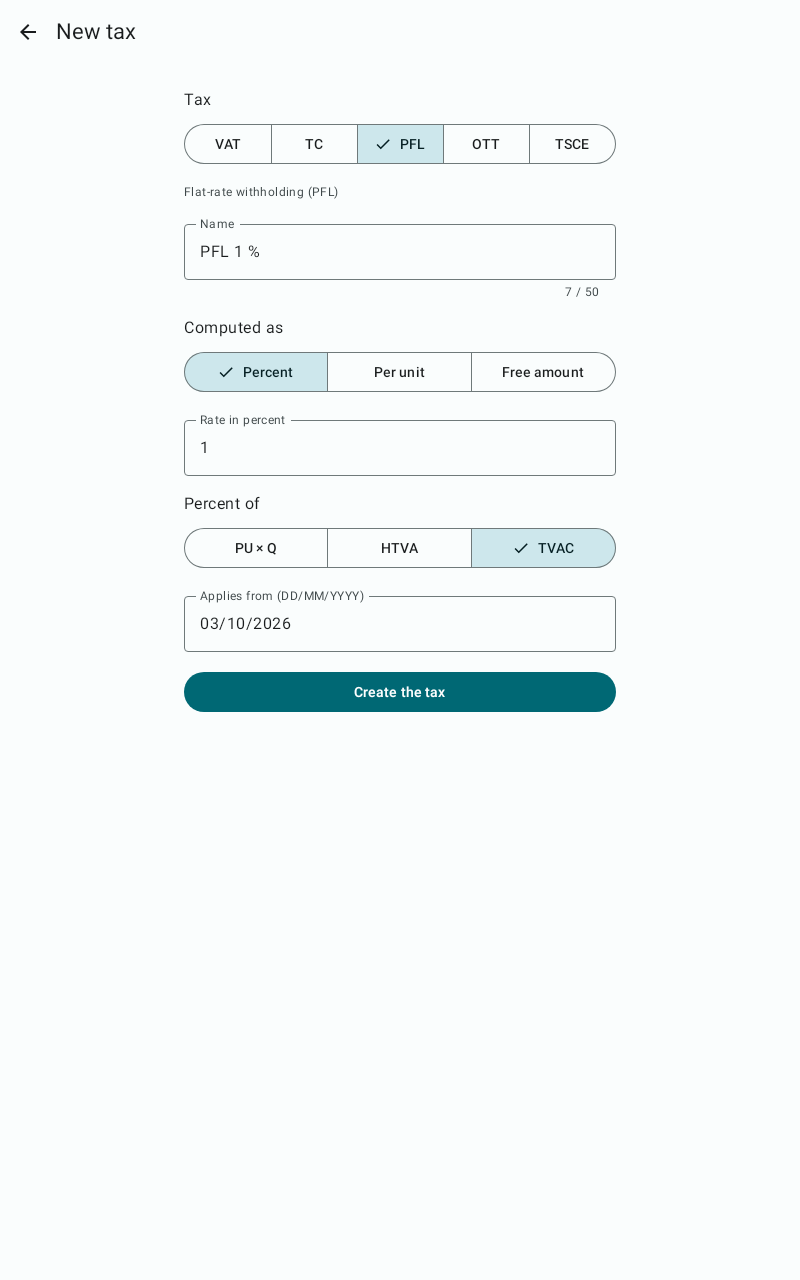 New tax
Tax
VAT TC PFL OTT TSCE
Flat-rate withholding (PFL)
Name
PFL 1 %
7 / 50
Computed as
Percent Per unit Free amount
Rate in percent
1
Percent of
PU × Q HTVA TVAC
Applies from (DD/MM/YYYY)
03/10/2026
Create the tax